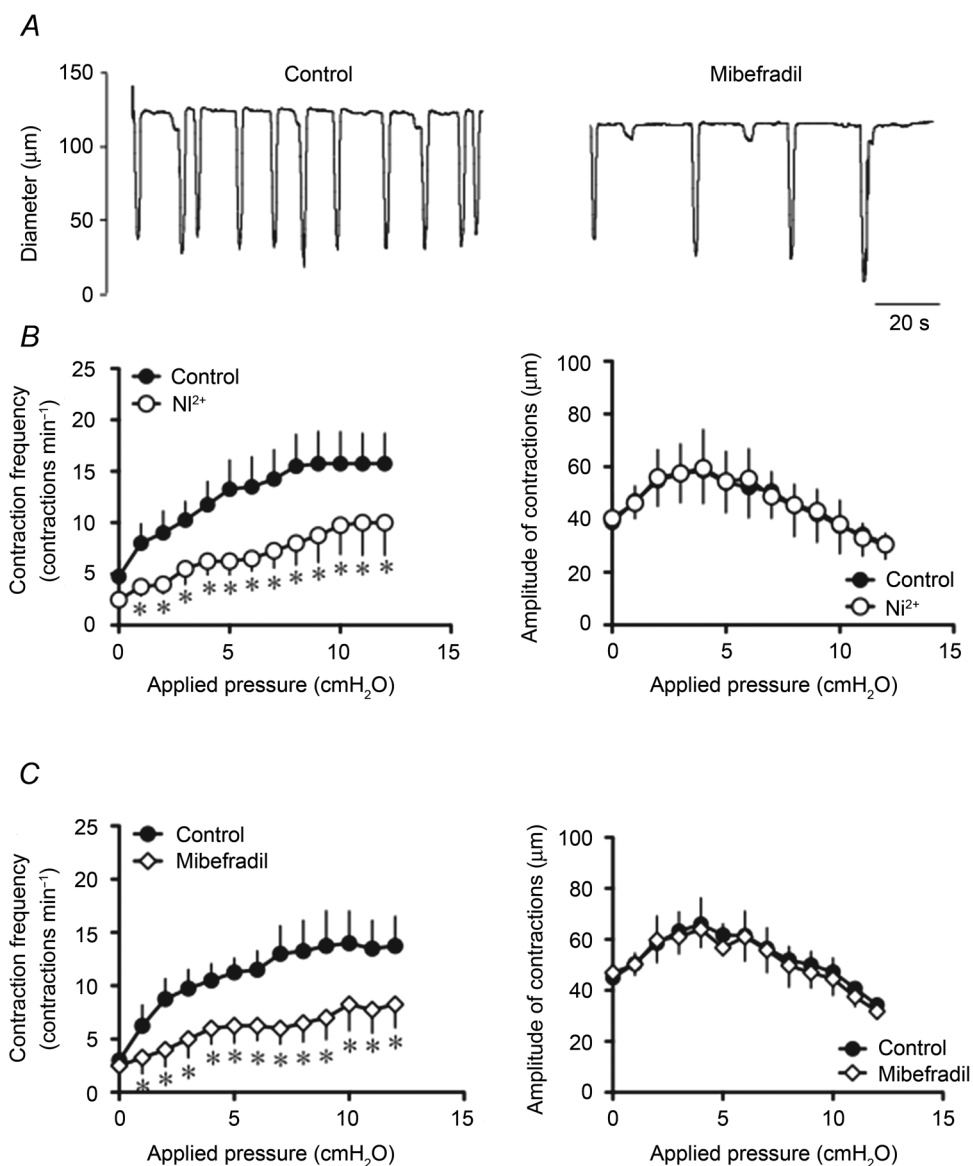 A
Control
Mibefradil
150
100
50
0
Diameter (μm)
20 s
B
25
20
15
10
5
0
Contraction frequency
(contractions min⁻¹)
Control
NI²⁺
* * * * * * * * * * * *
0 5 10 15
Applied pressure (cmH₂O)
100
80
60
40
20
0
Amplitude of contractions (μm)
Control
Ni²⁺
0 5 10 15
Applied pressure (cmH₂O)
C
25
20
15
10
5
0
Contraction frequency
(contractions min⁻¹)
Control
Mibefradil
* * * * * * * * * * * *
0 5 10 15
Applied pressure (cmH₂O)
100
80
60
40
20
0
Amplitude of contractions (μm)
Control
Mibefradil
0 5 10 15
Applied pressure (cmH₂O)